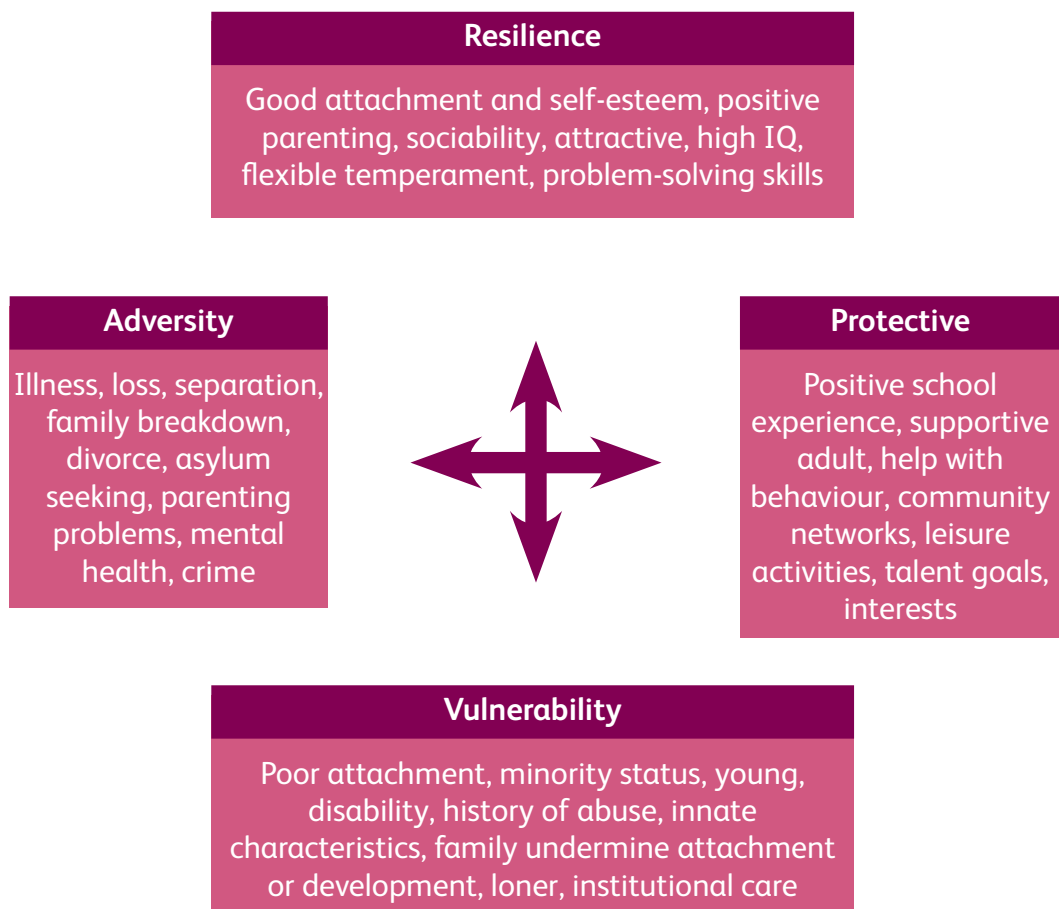 Resilience
Good attachment and self-esteem, positive
parenting, sociability, attractive, high IQ,
flexible temperament, problem-solving skills
Adversity
Illness, loss, separation,
family breakdown,
divorce, asylum
seeking, parenting
problems, mental
health, crime
Protective
Positive school
experience, supportive
adult, help with
behaviour, community
networks, leisure
activities, talent goals,
interests
Vulnerability
Poor attachment, minority status, young,
disability, history of abuse, innate
characteristics, family undermine attachment
or development, loner, institutional care